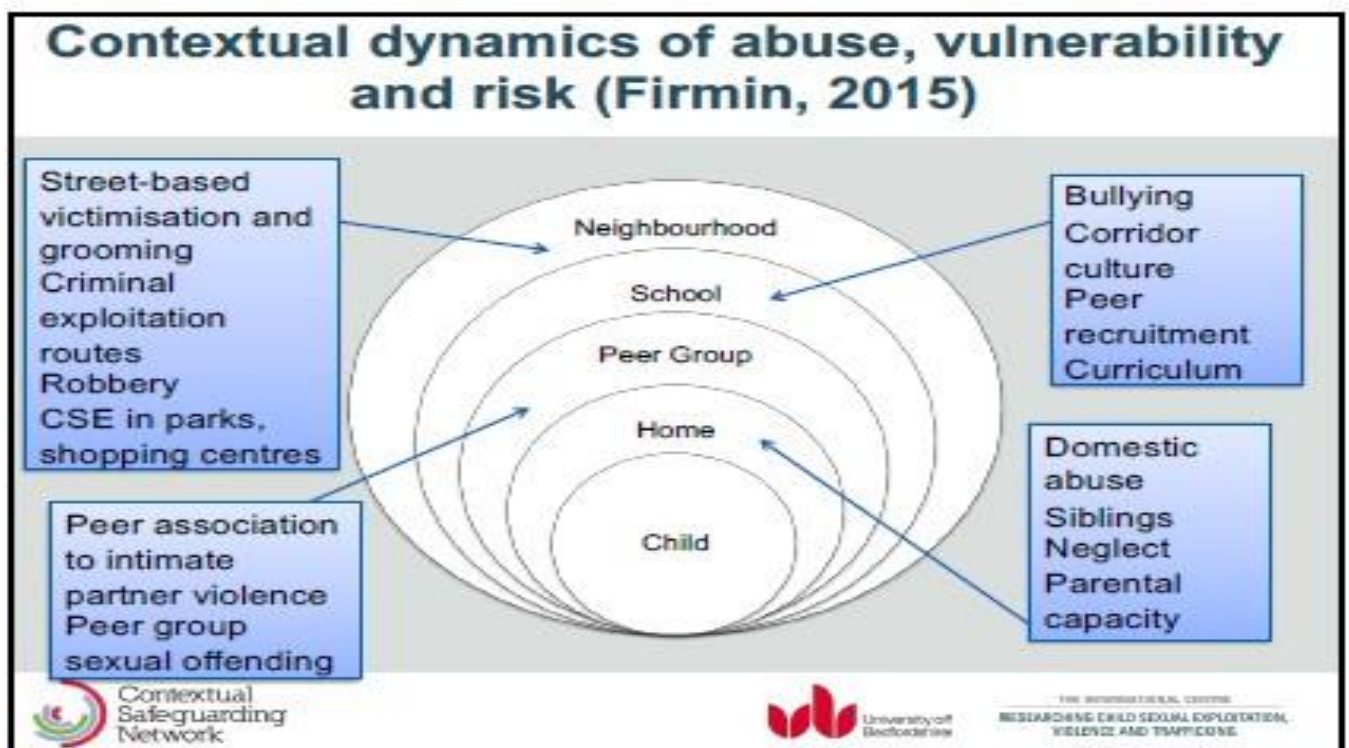 Contextual dynamics of abuse, vulnerability
and risk (Firmin, 2015)
Street-based
victimisation and
grooming
Criminal
exploitation
routes
Robbery
CSE in parks,
shopping centres
Peer association
to intimate
partner violence
Peer group
sexual offending
Neighbourhood
School
Peer Group
Home
Child
Bullying
Corridor
culture
Peer
recruitment
Curriculum
Domestic
abuse
Siblings
Neglect
Parental
capacity
Contextual
Safeguarding
Network
University of
Bedfordshire
THE INTERNATIONAL CENTRE
RESEARCHING CHILD SEXUAL EXPLOITATION,
VIOLENCE AND TRAFFICKING